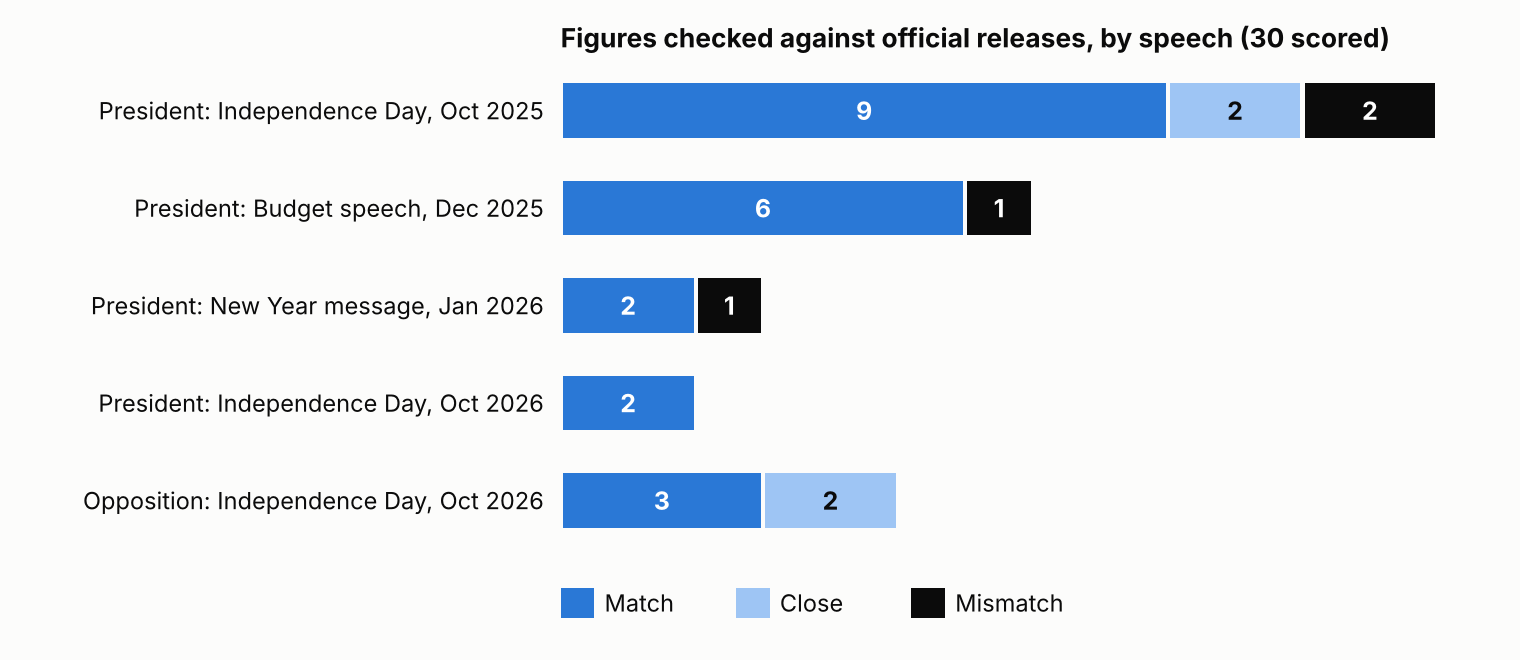 Figures checked against official releases, by speech (30 scored)
President: Independence Day, Oct 2025
9
2
2
President: Budget speech, Dec 2025
6
1
President: New Year message, Jan 2026
2
1
President: Independence Day, Oct 2026
2
Opposition: Independence Day, Oct 2026
3
2
Match
Close
Mismatch